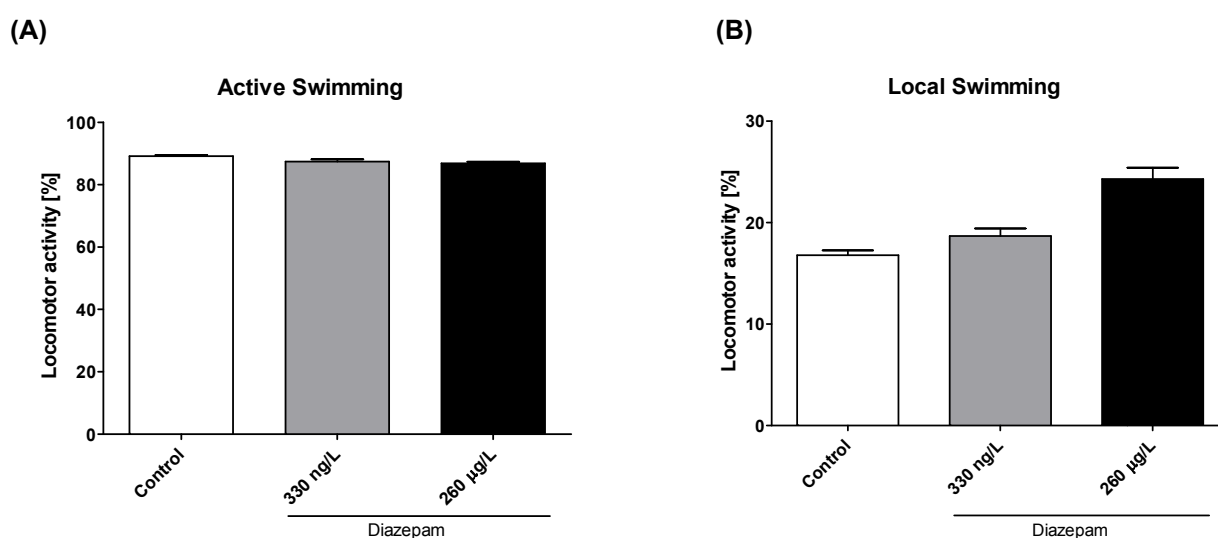 (A)
Active Swimming
Locomotor activity [%]
100
80
60
40
20
0
Control
330 ng/L
260 µg/L
Diazepam
(B)
Local Swimming
Locomotor activity [%]
30
20
10
0
Control
330 ng/L
260 µg/L
Diazepam